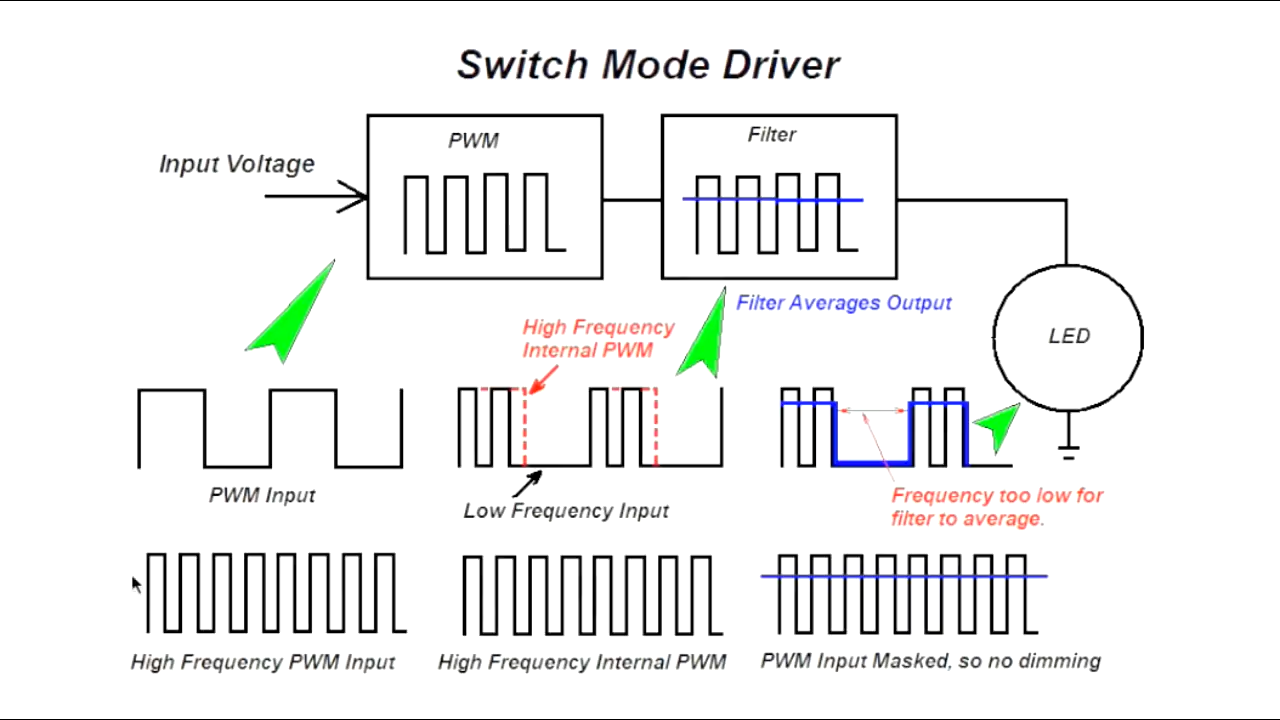 Switch Mode Driver
Input Voltage
PWM
Filter
Filter Averages Output
High Frequency
Internal PWM
LED
PWM Input
Low Frequency Input
Frequency too low for
filter to average.
High Frequency PWM Input
High Frequency Internal PWM
PWM Input Masked, so no dimming